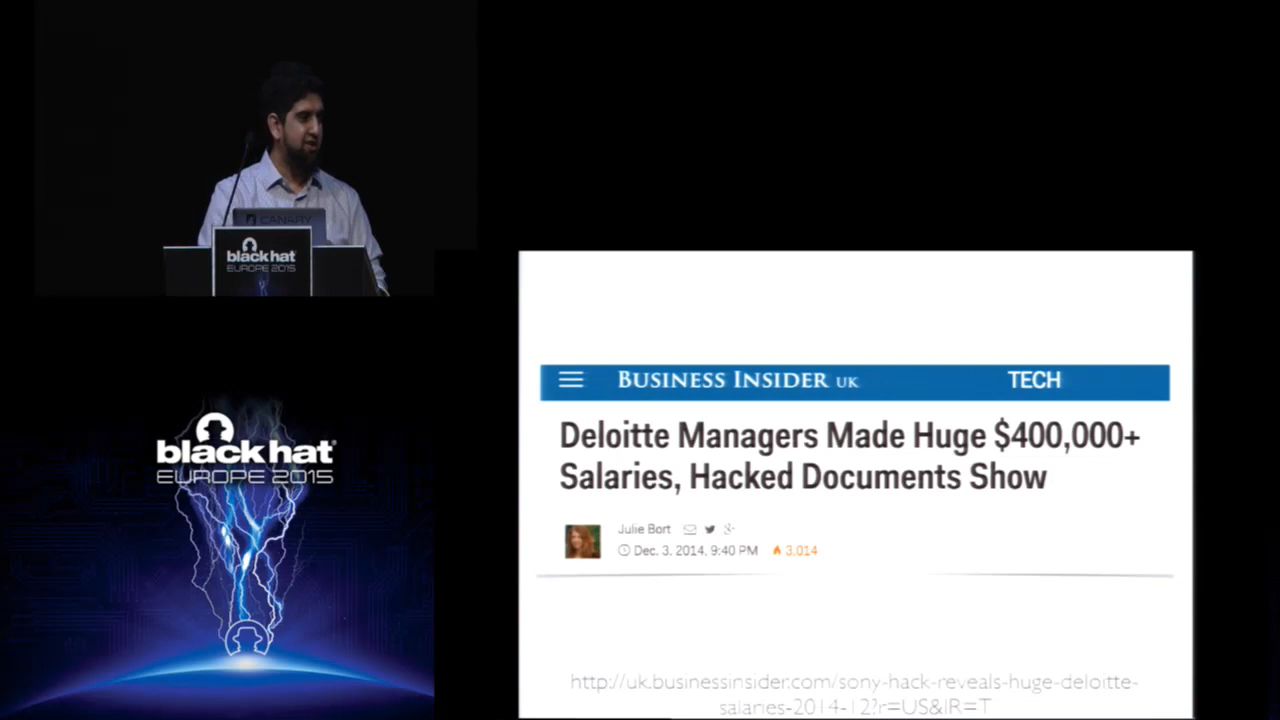 CANARY
black hat
EUROPE 2015
black hat
EUROPE 2015
BUSINESS INSIDER UK
TECH
Deloitte Managers Made Huge $400,000+
Salaries, Hacked Documents Show
Julie Bort
Dec. 3, 2014, 9:40 PM 3,014
http://uk.businessinsider.com/sony-hack-reveals-huge-deloitte-
salaries-2014-12?r=US&IR=T